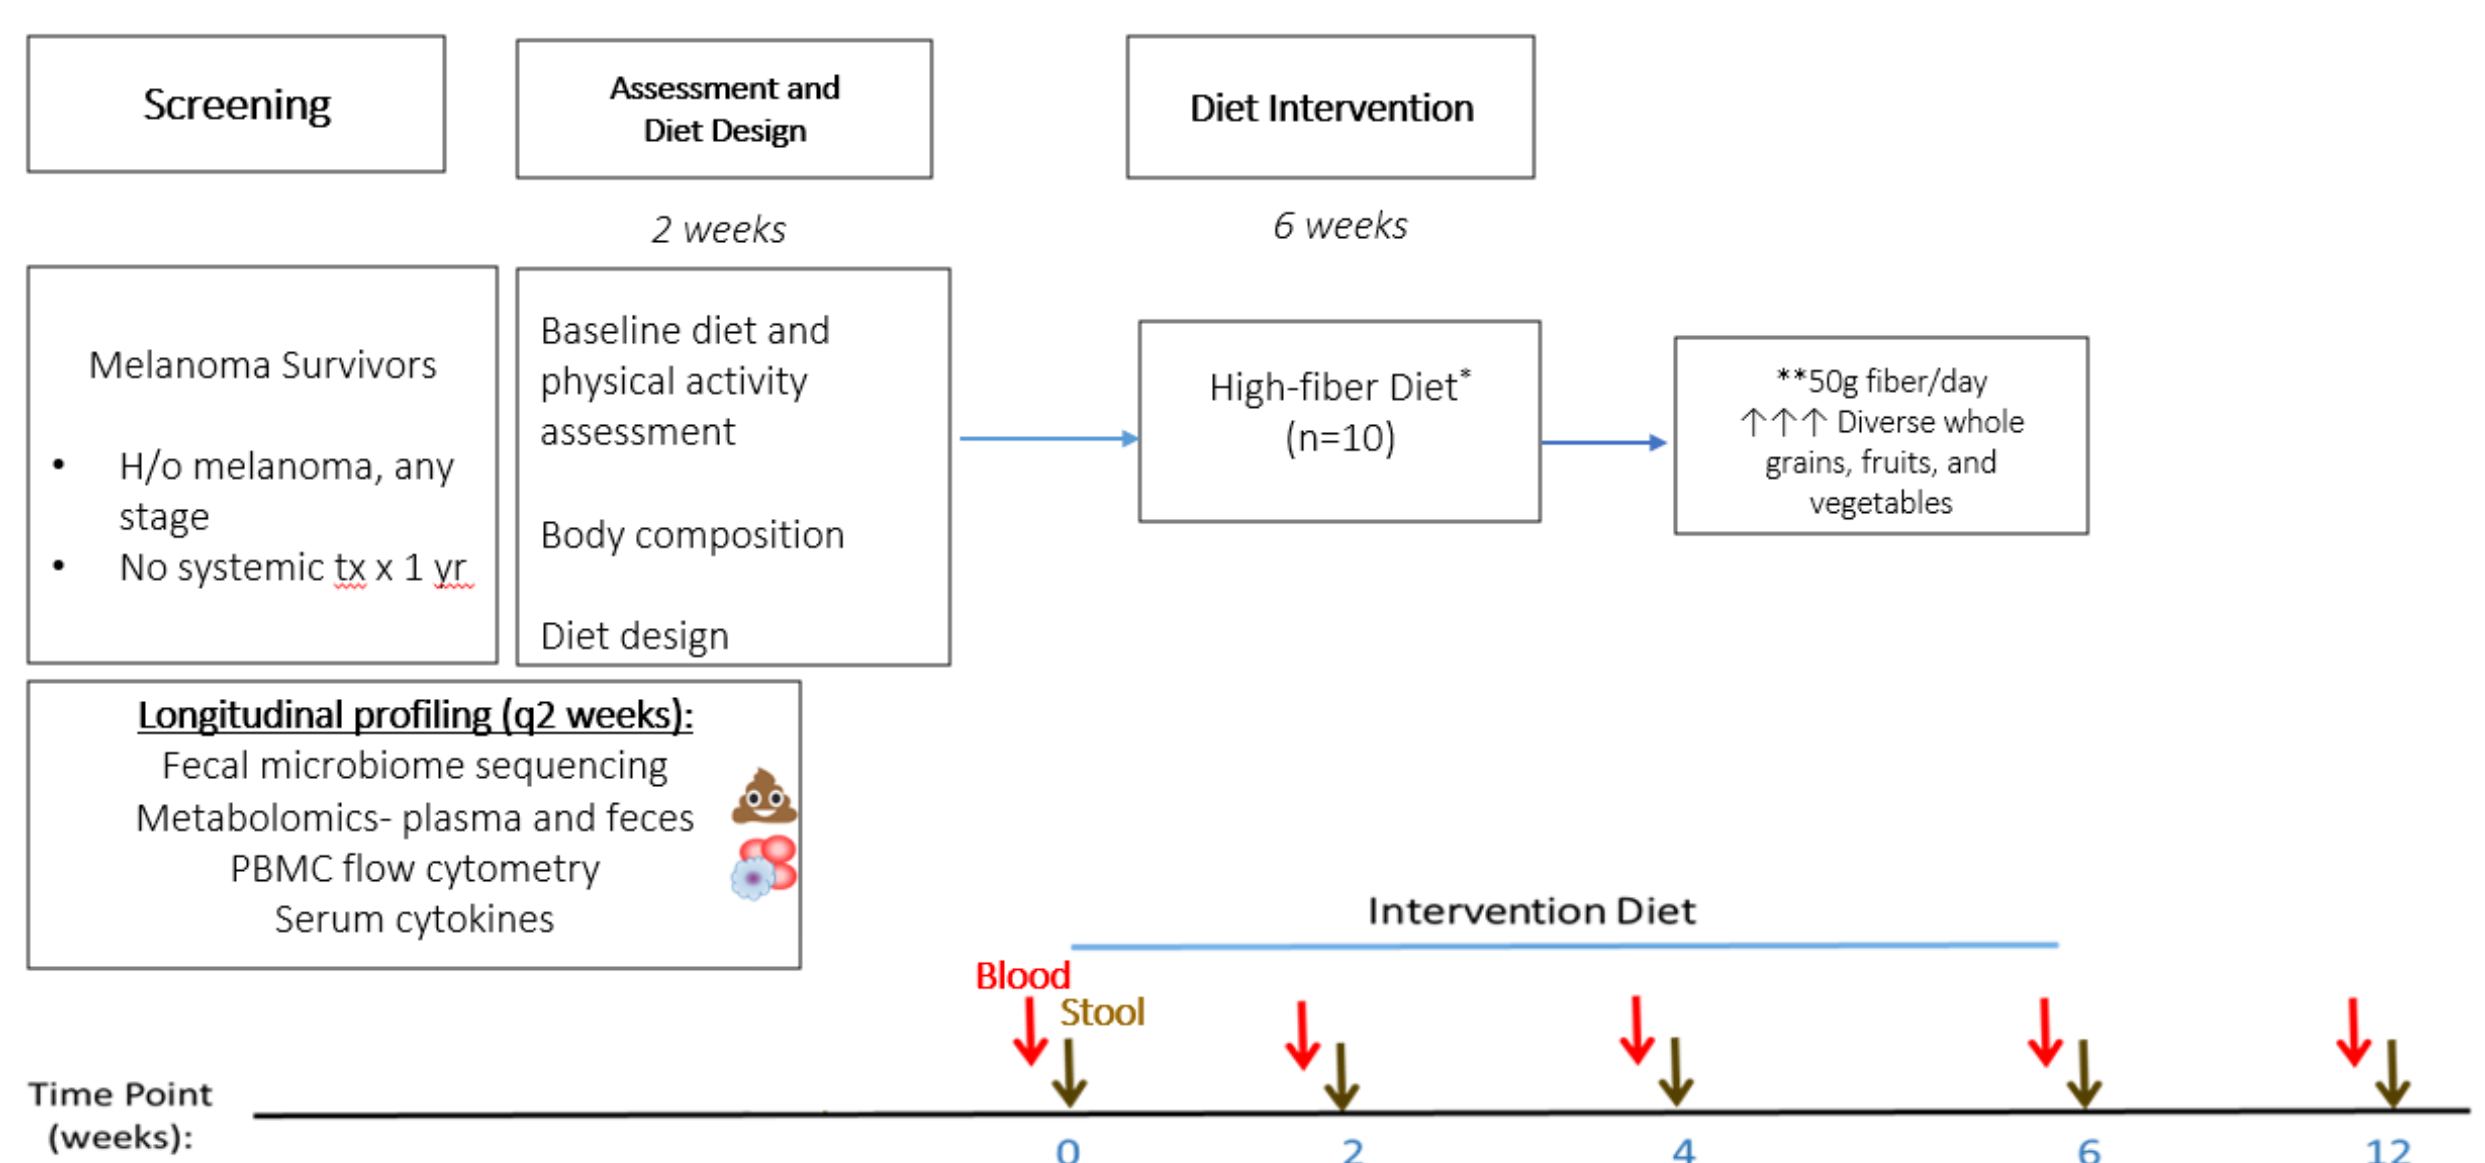 Screening
Assessment and
Diet Design
Diet Intervention
2 weeks
6 weeks
Melanoma Survivors
• H/o melanoma, any
stage
• No systemic tx x 1 yr
Baseline diet and
physical activity
assessment
Body composition
Diet design
High-fiber Diet*
(n=10)
**50g fiber/day
↑↑↑ Diverse whole
grains, fruits, and
vegetables
Longitudinal profiling (q2 weeks):
Fecal microbiome sequencing
Metabolomics- plasma and feces
PBMC flow cytometry
Serum cytokines
Intervention Diet
Blood
Stool
Time Point
(weeks):
0 2 4 6 12